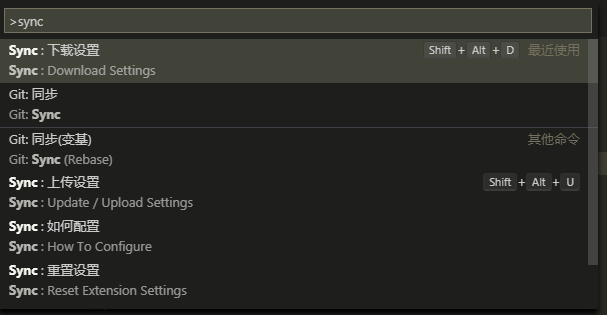 >sync
Sync : 下载设置 Shift + Alt + D 最近使用
Sync : Download Settings
Git: 同步
Git: Sync
Git: 同步(变基) 其他命令
Git: Sync (Rebase)
Sync : 上传设置 Shift + Alt + U
Sync : Update / Upload Settings
Sync : 如何配置
Sync : How To Configure
Sync : 重置设置
Sync : Reset Extension Settings